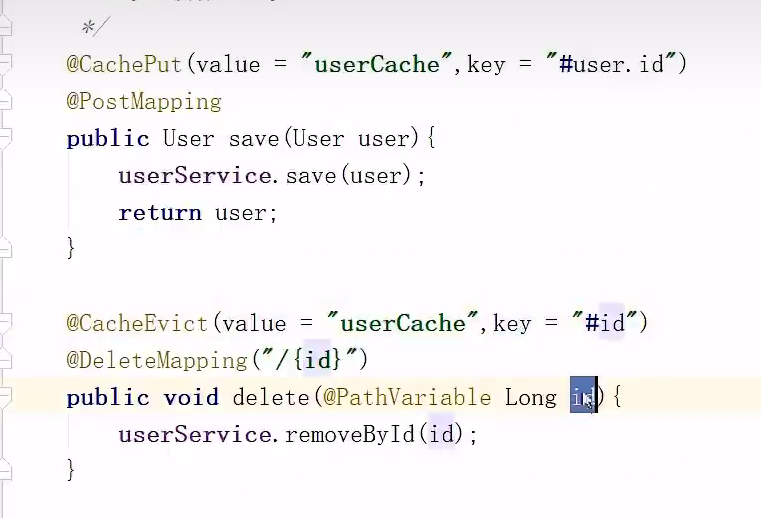 */
@CachePut(value = "userCache",key = "#user.id")
@PostMapping
public User save(User user){
userService.save(user);
return user;
}
@CacheEvict(value = "userCache",key = "#id")
@DeleteMapping("/{id}")
public void delete(@PathVariable Long id){
userService.removeById(id);
}